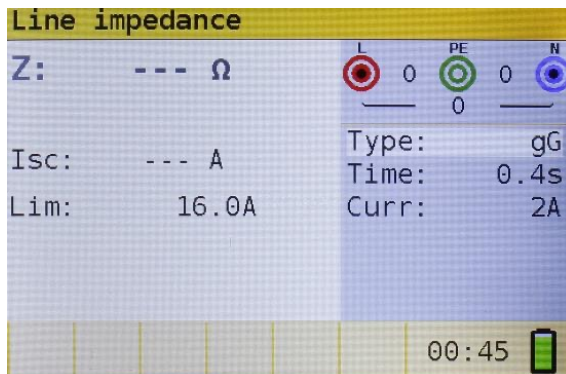 Line impedance
L PE N
Z: --- Ω
0 0
0
Type: gG
Isc: --- A
Time: 0.4s
Lim: 16.0A
Curr: 2A
00:45